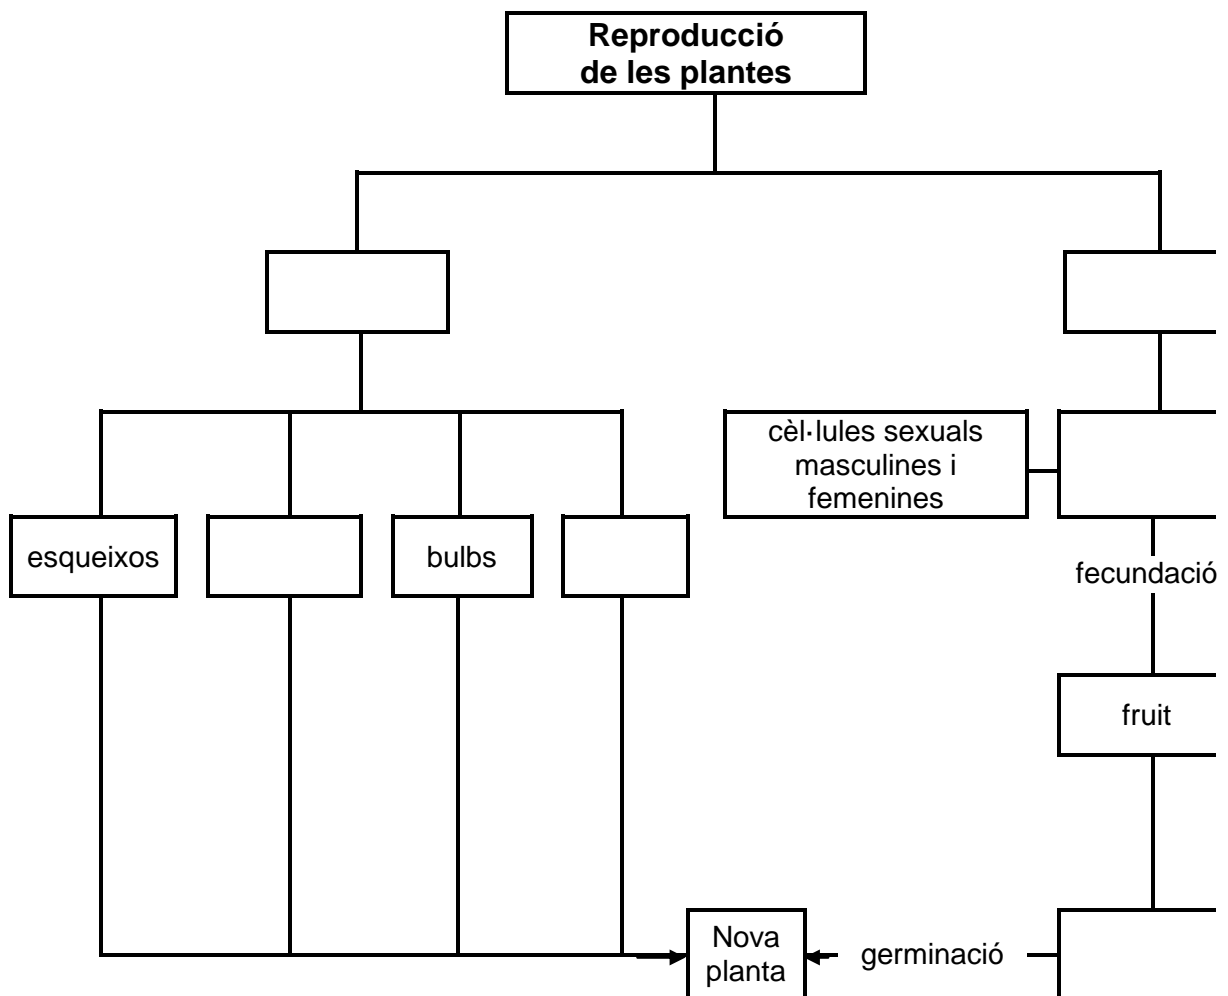 Reproducció
de les plantes
cèl·lules sexuals
masculines i
femenines
esqueixos
bulbs
fecundació
fruit
Nova
planta
germinació